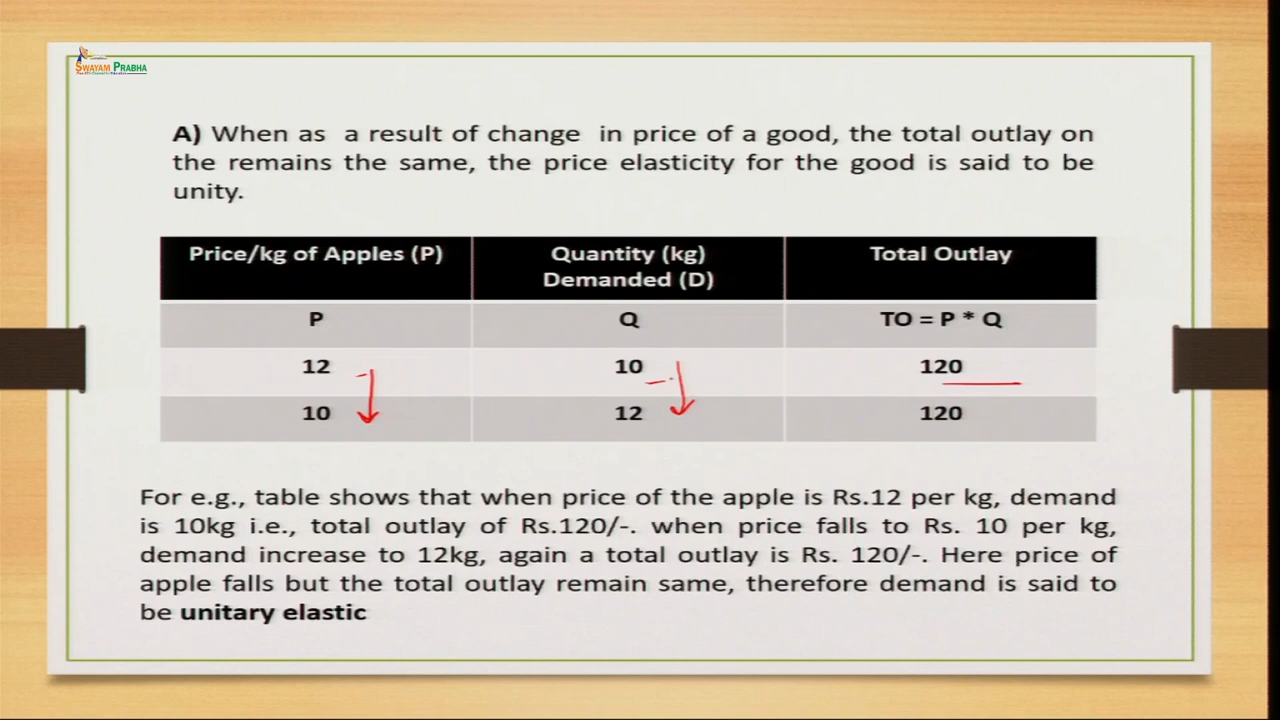 SWAYAM PRABHA
A) When as a result of change in price of a good, the total outlay on
the remains the same, the price elasticity for the good is said to be
unity.
Price/kg of Apples (P) Quantity (kg) Total Outlay
Demanded (D)
P Q TO = P * Q
12 10 120
10 12 120
For e.g., table shows that when price of the apple is Rs.12 per kg, demand
is 10kg i.e., total outlay of Rs.120/-. when price falls to Rs. 10 per kg,
demand increase to 12kg, again a total outlay is Rs. 120/-. Here price of
apple falls but the total outlay remain same, therefore demand is said to
be unitary elastic